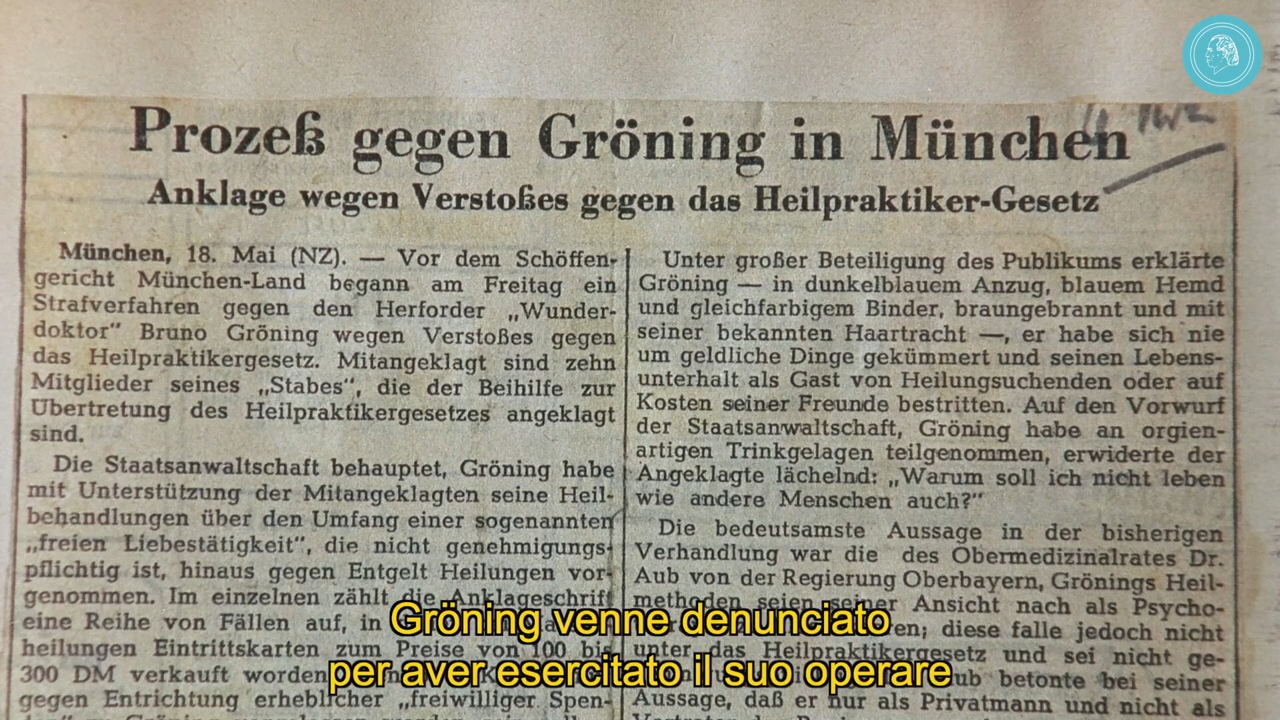 Prozeß gegen Gröning in München
Anklage wegen Verstoßes gegen das Heilpraktiker-Gesetz
München, 18. Mai (NZ). — Vor dem Schöffen-
gericht München-Land begann am Freitag ein
Strafverfahren gegen den Herforder „Wunder-
doktor“ Bruno Gröning wegen Verstoßes gegen
das Heilpraktikergesetz. Mitangeklagt sind zehn
Mitglieder seines „Stabes“, die der Beihilfe zur
Ubertretung des Heilpraktikergesetzes angeklagt
sind.
Die Staatsanwaltschaft behauptet, Gröning habe
mit Unterstützung der Mitangeklagten seine Heil-
behandlungen über den Umfang einer sogenannten
„freien Liebestätigkeit“, die nicht genehmigungs-
pflichtig ist, hinaus gegen Entgelt Heilungen vor-
genommen. Im einzelnen zählt die Anklageschrift
eine Reihe von Fällen auf, in
heilungen Eintrittskarten zum Preise von 100 bis
300 DM verkauft worden
gegen Entrichtung erheblicher „freiwilliger Spen-
Unter großer Beteiligung des Publikums erklärte
Gröning — in dunkelblauem Anzug, blauem Hemd
und gleichfarbigem Binder, braungebrannt und mit
seiner bekannten Haartracht —, er habe sich nie
um geldliche Dinge gekümmert und seinen Lebens-
unterhalt als Gast von Heilungsuchenden oder auf
Kosten seiner Freunde bestritten. Auf den Vorwurf
der Staatsanwaltschaft, Gröning habe an orgien-
artigen Trinkgelagen teilgenommen, erwiderte der
Angeklagte lächelnd: „Warum soll ich nicht leben
wie andere Menschen auch?“
Die bedeutsamste Aussage in der bisherigen
Verhandlung war die des Obermedizinalrates Dr.
Aub von der Regierung Oberbayern, Grönings Heil-
methoden seien seiner Ansicht nach als Psycho-
diese falle jedoch nicht
unter das Heilpraktikergesetz und sei nicht ge-
betonte bei seiner
Aussage, daß er nur als Privatmann und nicht als
Gröning venne denunciato
per aver esercitato il suo operare